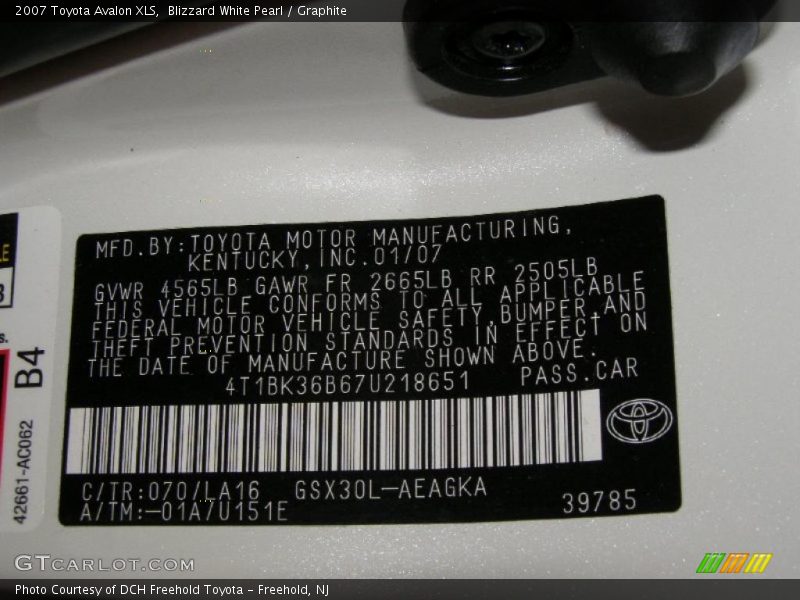 2007 Toyota Avalon XLS, Blizzard White Pearl / Graphite
MFD.BY:TOYOTA MOTOR MANUFACTURING,
KENTUCKY,INC.01/07
GVWR 4565LB GAWR FR 2665LB RR 2505LB
THIS VEHICLE CONFORMS TO ALL APPLICABLE
FEDERAL MOTOR VEHICLE SAFETY,BUMPER,AND
THEFT PREVENTION STANDARDS IN EFFECT ON
THE DATE OF MANUFACTURE SHOWN ABOVE.
4T1BK36B67U218651 PASS.CAR
C/TR:070/LA16 GSX30L-AEAGKA
A/TM:-01A/U151E 39785
B4
42661-AC062
GTCARLOT.COM
Photo Courtesy of DCH Freehold Toyota - Freehold, NJ